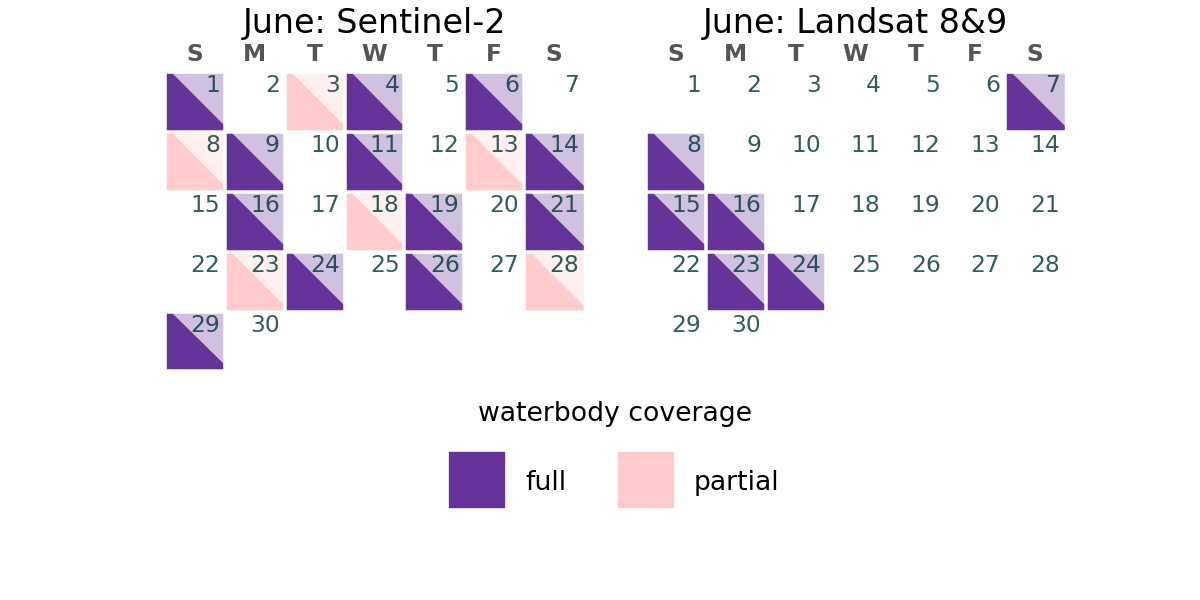 June: Sentinel-2
S M T W T F S
1 2 3 4 5 6 7
8 9 10 11 12 13 14
15 16 17 18 19 20 21
22 23 24 25 26 27 28
29 30
June: Landsat 8&9
S M T W T F S
1 2 3 4 5 6 7
8 9 10 11 12 13 14
15 16 17 18 19 20 21
22 23 24 25 26 27 28
29 30
waterbody coverage
full partial